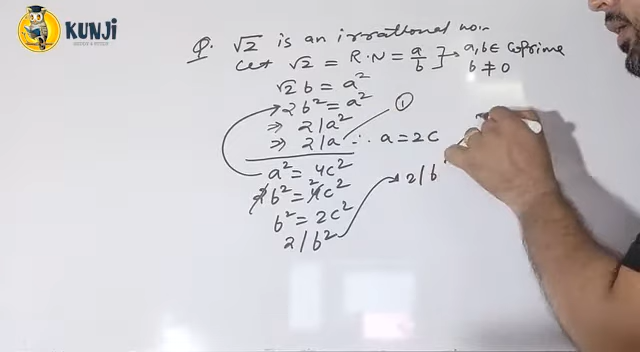 KUNJI
Q. √2 is an irrational no.
Let √2 = R.N = a/b ] → a, b ∈ CoPrime
b ≠ 0
√2 b = a²
2b² = a²
⇒ 2/a² ①
⇒ 2/a ∴ a = 2c
a² = 4c²
2b² = 4c² 2
b² = 2c²
2/b² → 2/b